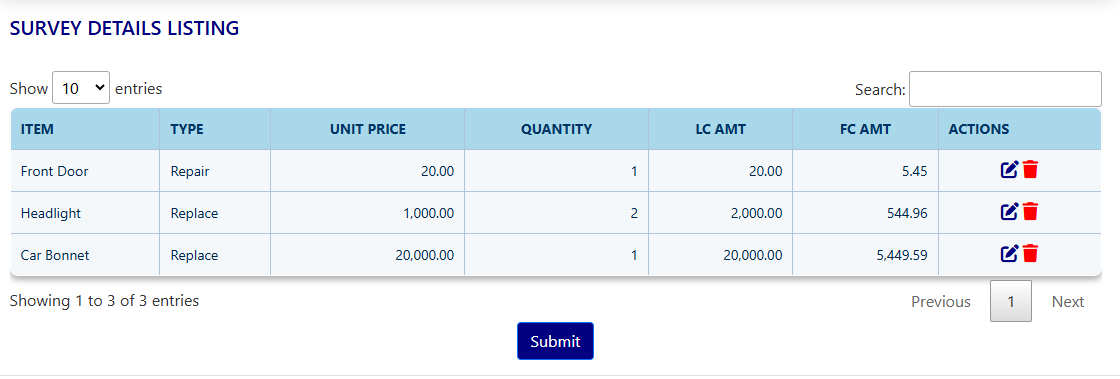 SURVEY DETAILS LISTING
Show 10 entries Search:
ITEM TYPE UNIT PRICE QUANTITY LC AMT FC AMT ACTIONS
Front Door Repair 20.00 1 20.00 5.45
Headlight Replace 1,000.00 2 2,000.00 544.96
Car Bonnet Replace 20,000.00 1 20,000.00 5,449.59
Showing 1 to 3 of 3 entries Previous 1 Next
Submit